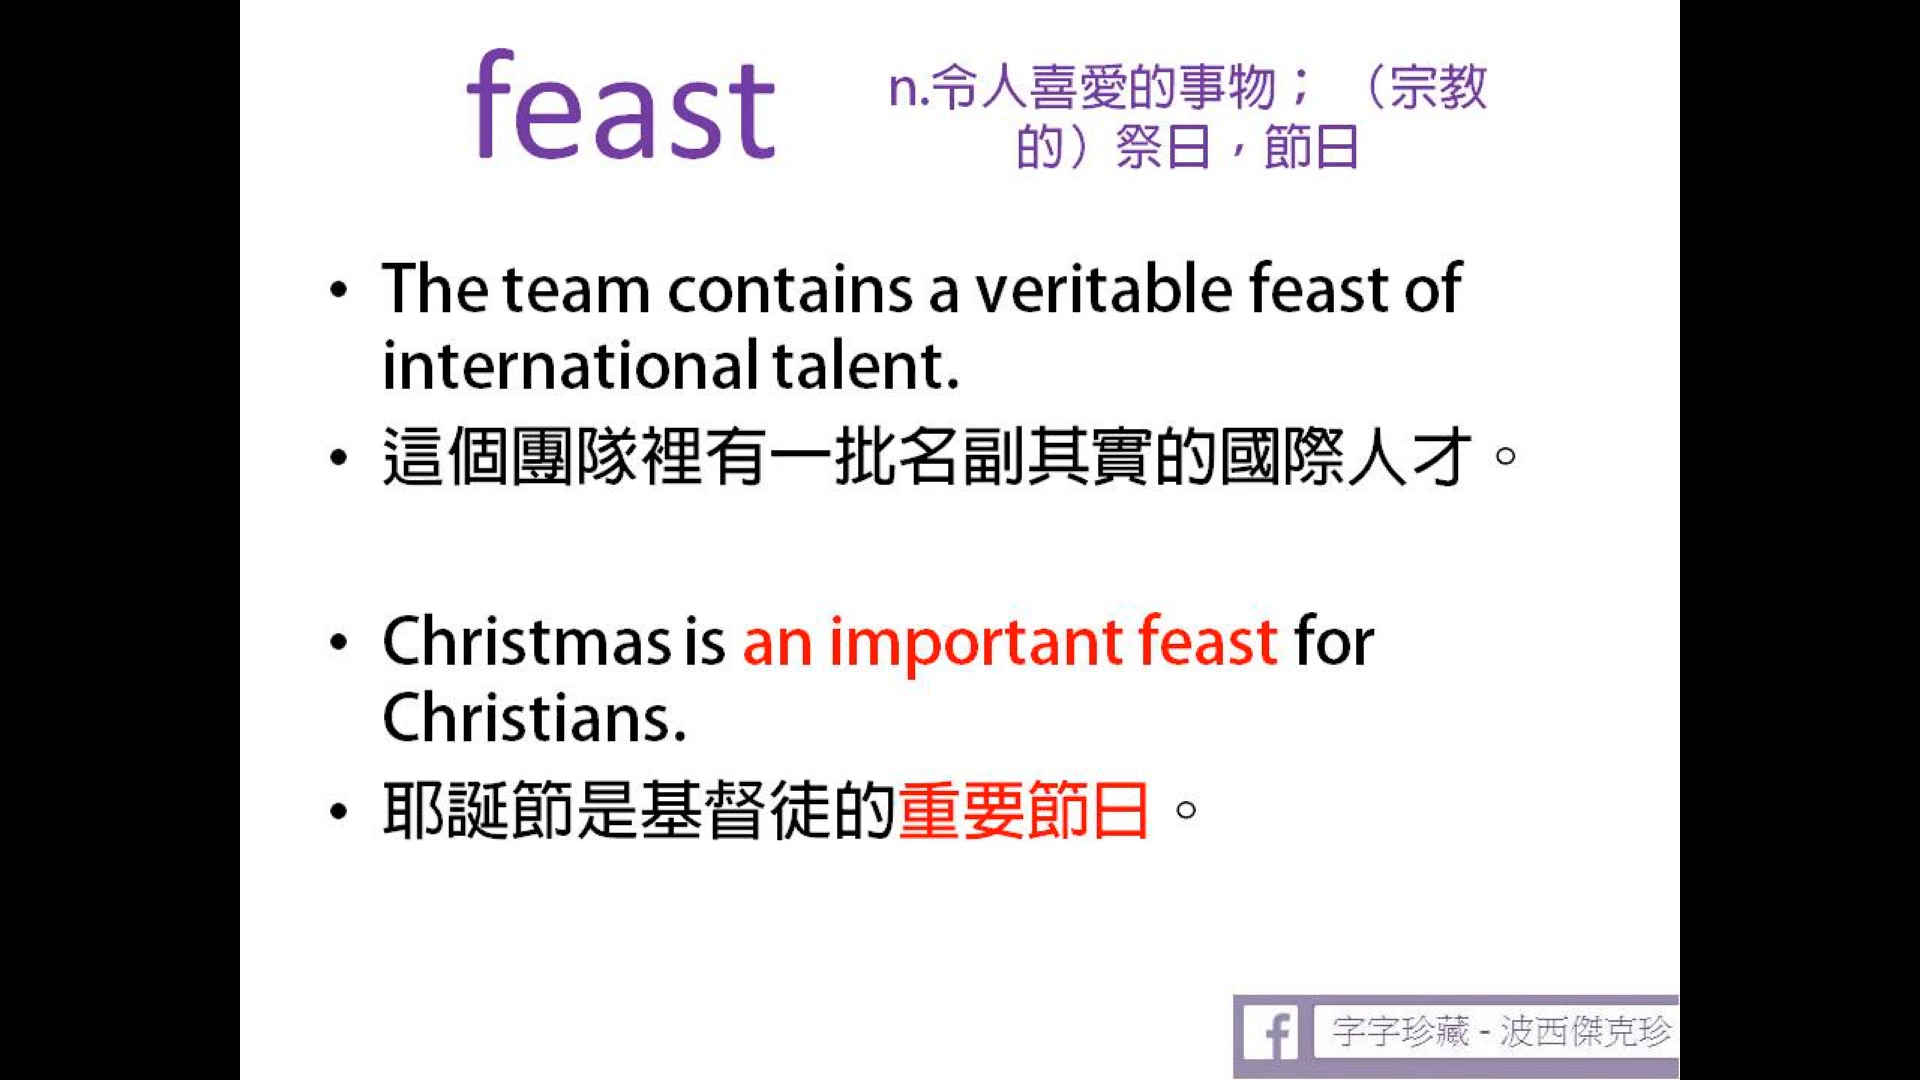 feast
n.令人喜愛的事物；（宗教
的）祭日，節日
• The team contains a veritable feast of
international talent.
• 這個團隊裡有一批名副其實的國際人才。
• Christmas is an important feast for
Christians.
• 耶誕節是基督徒的重要節日。
字字珍藏 - 波西傑克珍